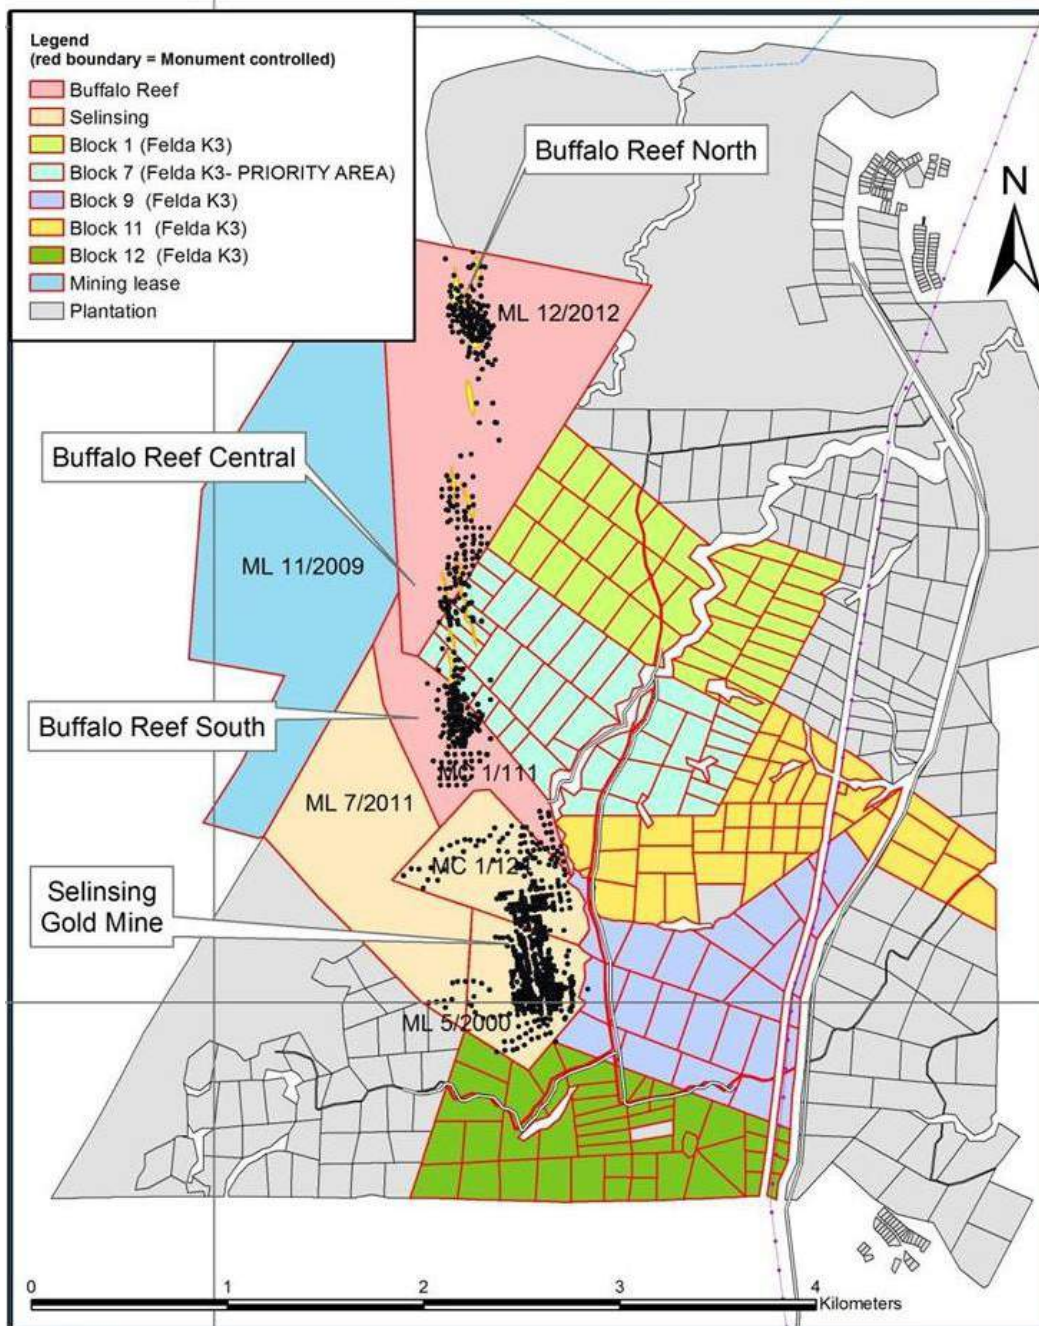 Legend
(red boundary = Monument controlled)
Buffalo Reef
Selinsing
Block 1 (Felda K3)
Block 7 (Felda K3- PRIORITY AREA)
Block 9 (Felda K3)
Block 11 (Felda K3)
Block 12 (Felda K3)
Mining lease
Plantation
Buffalo Reef North
N
ML 12/2012
Buffalo Reef Central
ML 11/2009
Buffalo Reef South
MC 1/111
ML 7/2011
MC 1/124
Selinsing
Gold Mine
ML 5/2000
0 1 2 3 4
Kilometers